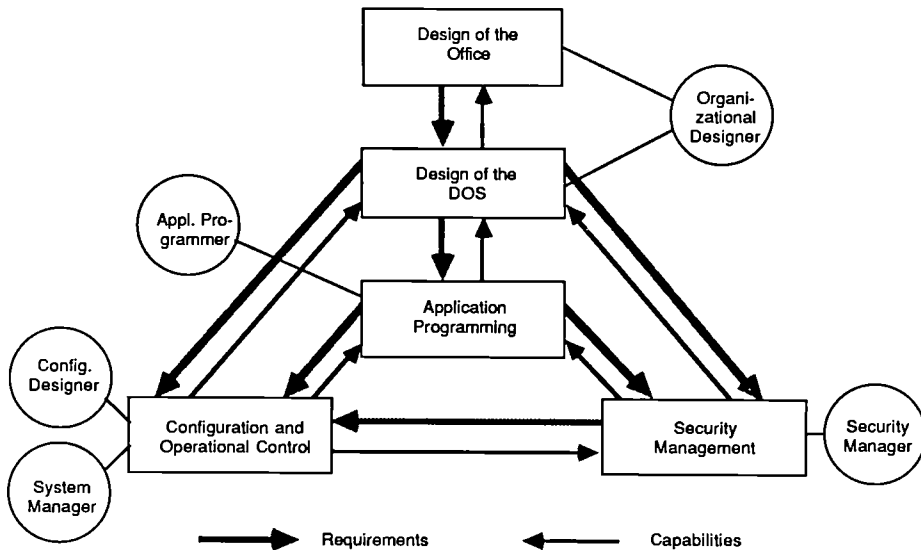 Design of the
Office
Organi-
zational
Designer
Design of the
DOS
Appl. Pro-
grammer
Application
Programming
Config.
Designer
Configuration and
Operational Control
Security
Management
Security
Manager
System
Manager
Requirements
Capabilities